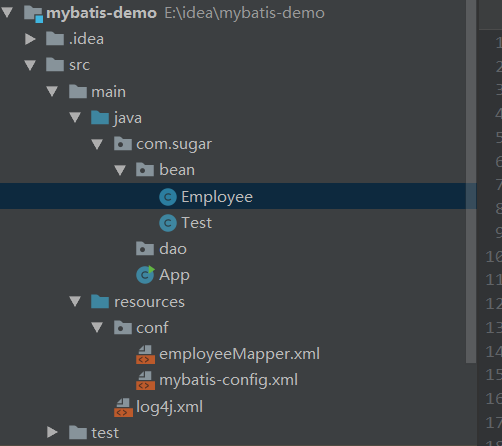 mybatis-demo E:\idea\mybatis-demo
.idea
src
main
java
com.sugar
bean
Employee
Test
dao
App
resources
conf
employeeMapper.xml
mybatis-config.xml
log4j.xml
test
1
2
3
4
5
6
7
8
9
10
11
12
13
14
15
16
17